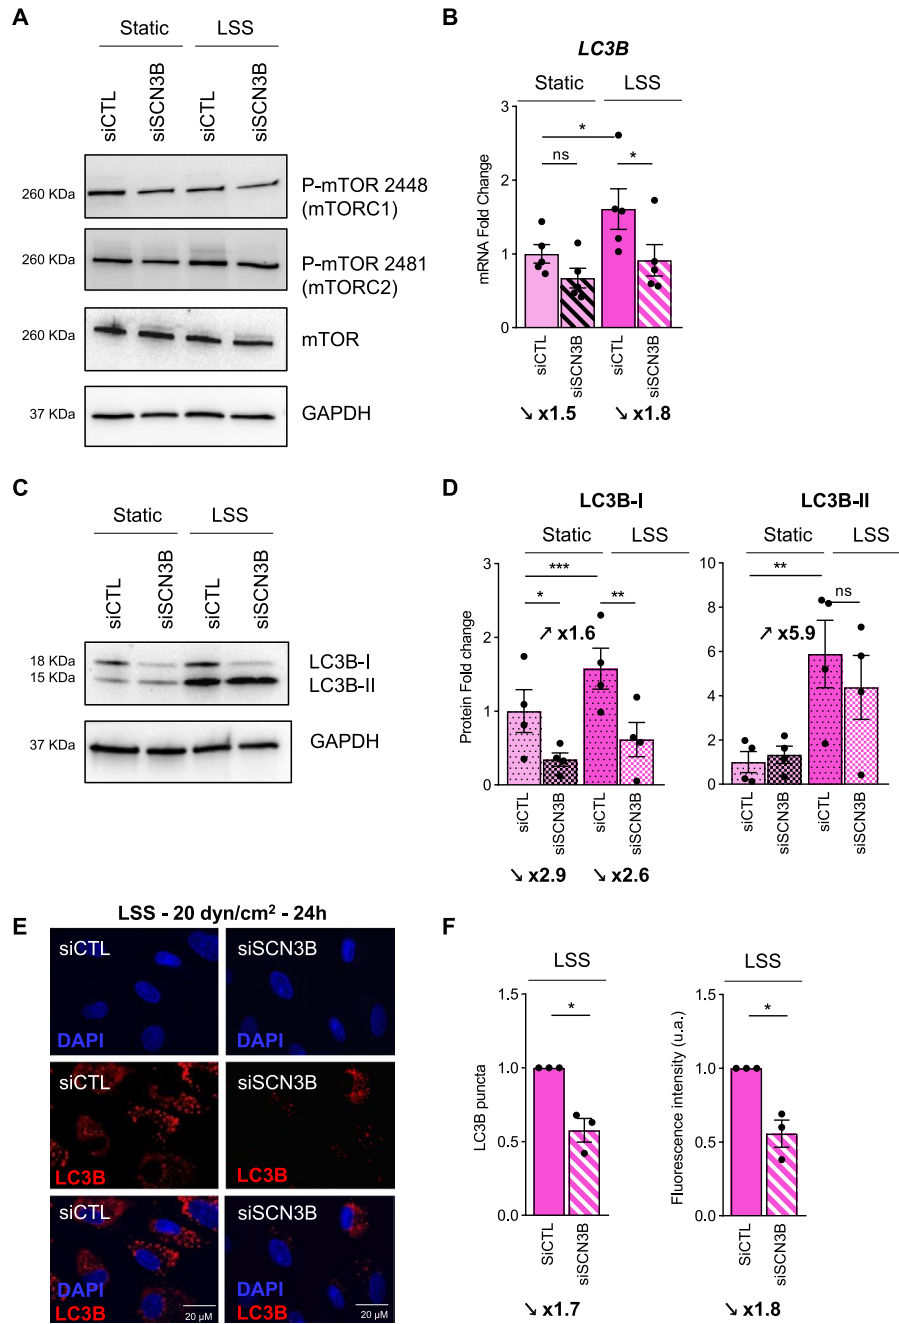 A
Static LSS
siCTL siSCN3B siCTL siSCN3B
260 KDa P-mTOR 2448
(mTORC1)
260 KDa P-mTOR 2481
(mTORC2)
260 KDa mTOR
37 KDa GAPDH
B
LC3B
Static LSS
mRNA Fold Change
3
2
1
0
* ns *
siCTL siSCN3B siCTL siSCN3B
↘ x1.5 ↘ x1.8
C
Static LSS
siCTL siSCN3B siCTL siSCN3B
18 KDa LC3B-I
15 KDa LC3B-II
37 KDa GAPDH
D
LC3B-I
Static LSS
Protein Fold change
3
2
1
0
***
* **
↗ x1.6
siCTL siSCN3B siCTL siSCN3B
↘ x2.9 ↘ x2.6
LC3B-II
Static LSS
10
8
6
4
2
0
** ns
↗ x5.9
siCTL siSCN3B siCTL siSCN3B
E
LSS - 20 dyn/cm² - 24h
siCTL siSCN3B
DAPI DAPI
siCTL siSCN3B
LC3B LC3B
siCTL siSCN3B
DAPI DAPI
LC3B 20 µM LC3B 20 µM
F
LSS
LC3B puncta
1.5
1.0
0.5
0.0
*
SiCTL siSCN3B
↘ x1.7
LSS
Fluorescence intensity (u.a.)
1.5
1.0
0.5
0.0
*
SiCTL siSCN3B
↘ x1.8